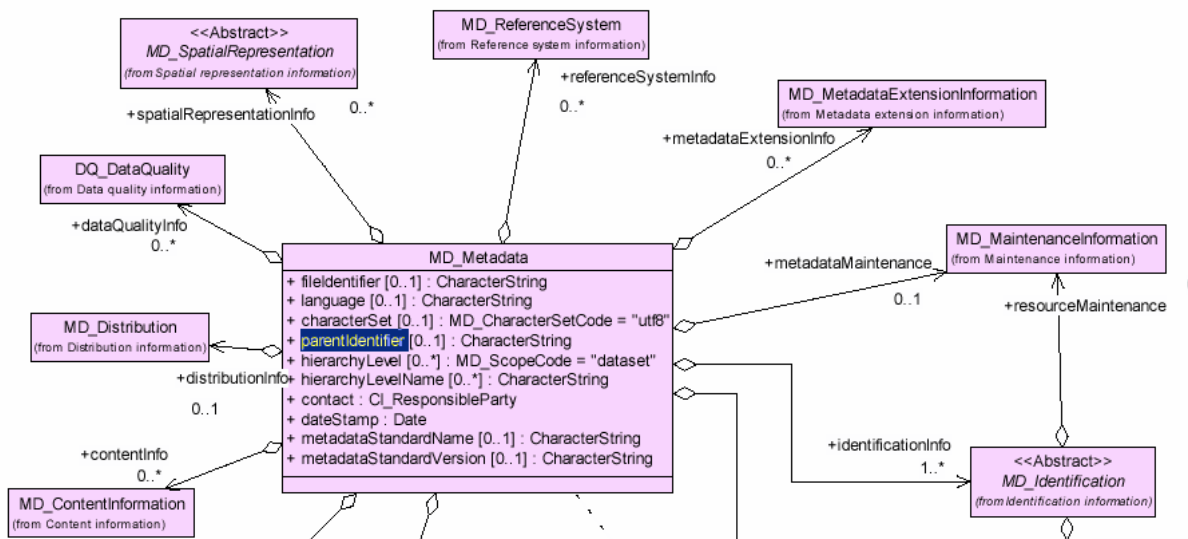 <<Abstract>>
MD_SpatialRepresentation
(from Spatial representation information)
MD_ReferenceSystem
(from Reference system information)
+referenceSystemInfo
0..*
0..*
+spatialRepresentationInfo
MD_MetadataExtensionInformation
(from Metadata extension information)
+metadataExtensionInfo
0..*
DQ_DataQuality
(from Data quality information)
+dataQualityInfo
0..*
MD_Metadata
+ fileIdentifier [0..1] : CharacterString
+ language [0..1] : CharacterString
+ characterSet [0..1] : MD_CharacterSetCode = "utf8"
+ parentIdentifier [0..1] : CharacterString
+ hierarchyLevel [0..*] : MD_ScopeCode = "dataset"
+ hierarchyLevelName [0..*] : CharacterString
+ contact : CI_ResponsibleParty
+ dateStamp : Date
+ metadataStandardName [0..1] : CharacterString
+ metadataStandardVersion [0..1] : CharacterString
MD_MaintenanceInformation
(from Maintenance information)
+metadataMaintenance
0..1
+resourceMaintenance
MD_Distribution
(from Distribution information)
+distributionInfo
0..1
+contentInfo
0..*
MD_ContentInformation
(from Content information)
+identificationInfo
1..*
<<Abstract>>
MD_Identification
(from Identification information)